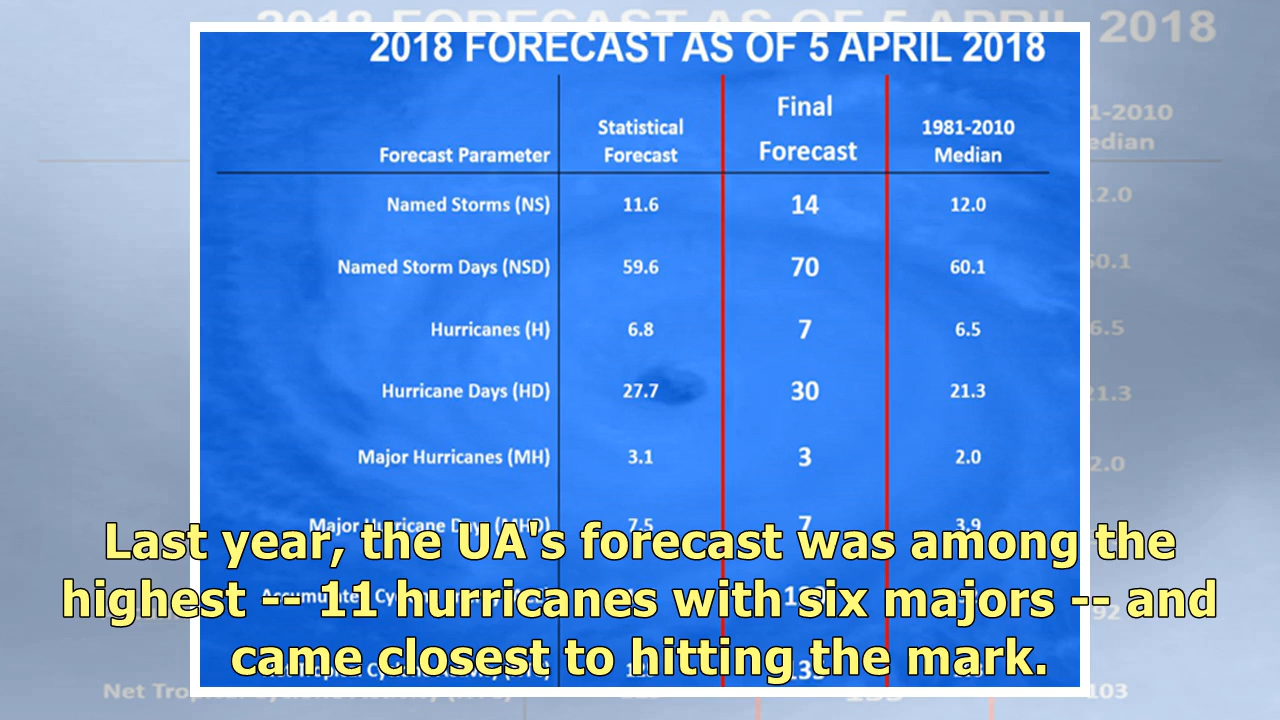 2018 FORECAST AS OF 5 APRIL 2018
Forecast Parameter Statistical Forecast Final Forecast 1981-2010 Median
Named Storms (NS) 11.6 14 12.0
Named Storm Days (NSD) 59.6 70 60.1
Hurricanes (H) 6.8 7 6.5
Hurricane Days (HD) 27.7 30 21.3
Major Hurricanes (MH) 3.1 3 2.0
Major Hurricane Days (MHD) 7.5 7 3.9
Last year, the UA's forecast was among the
highest -- 11 hurricanes with six majors -- and
came closest to hitting the mark.